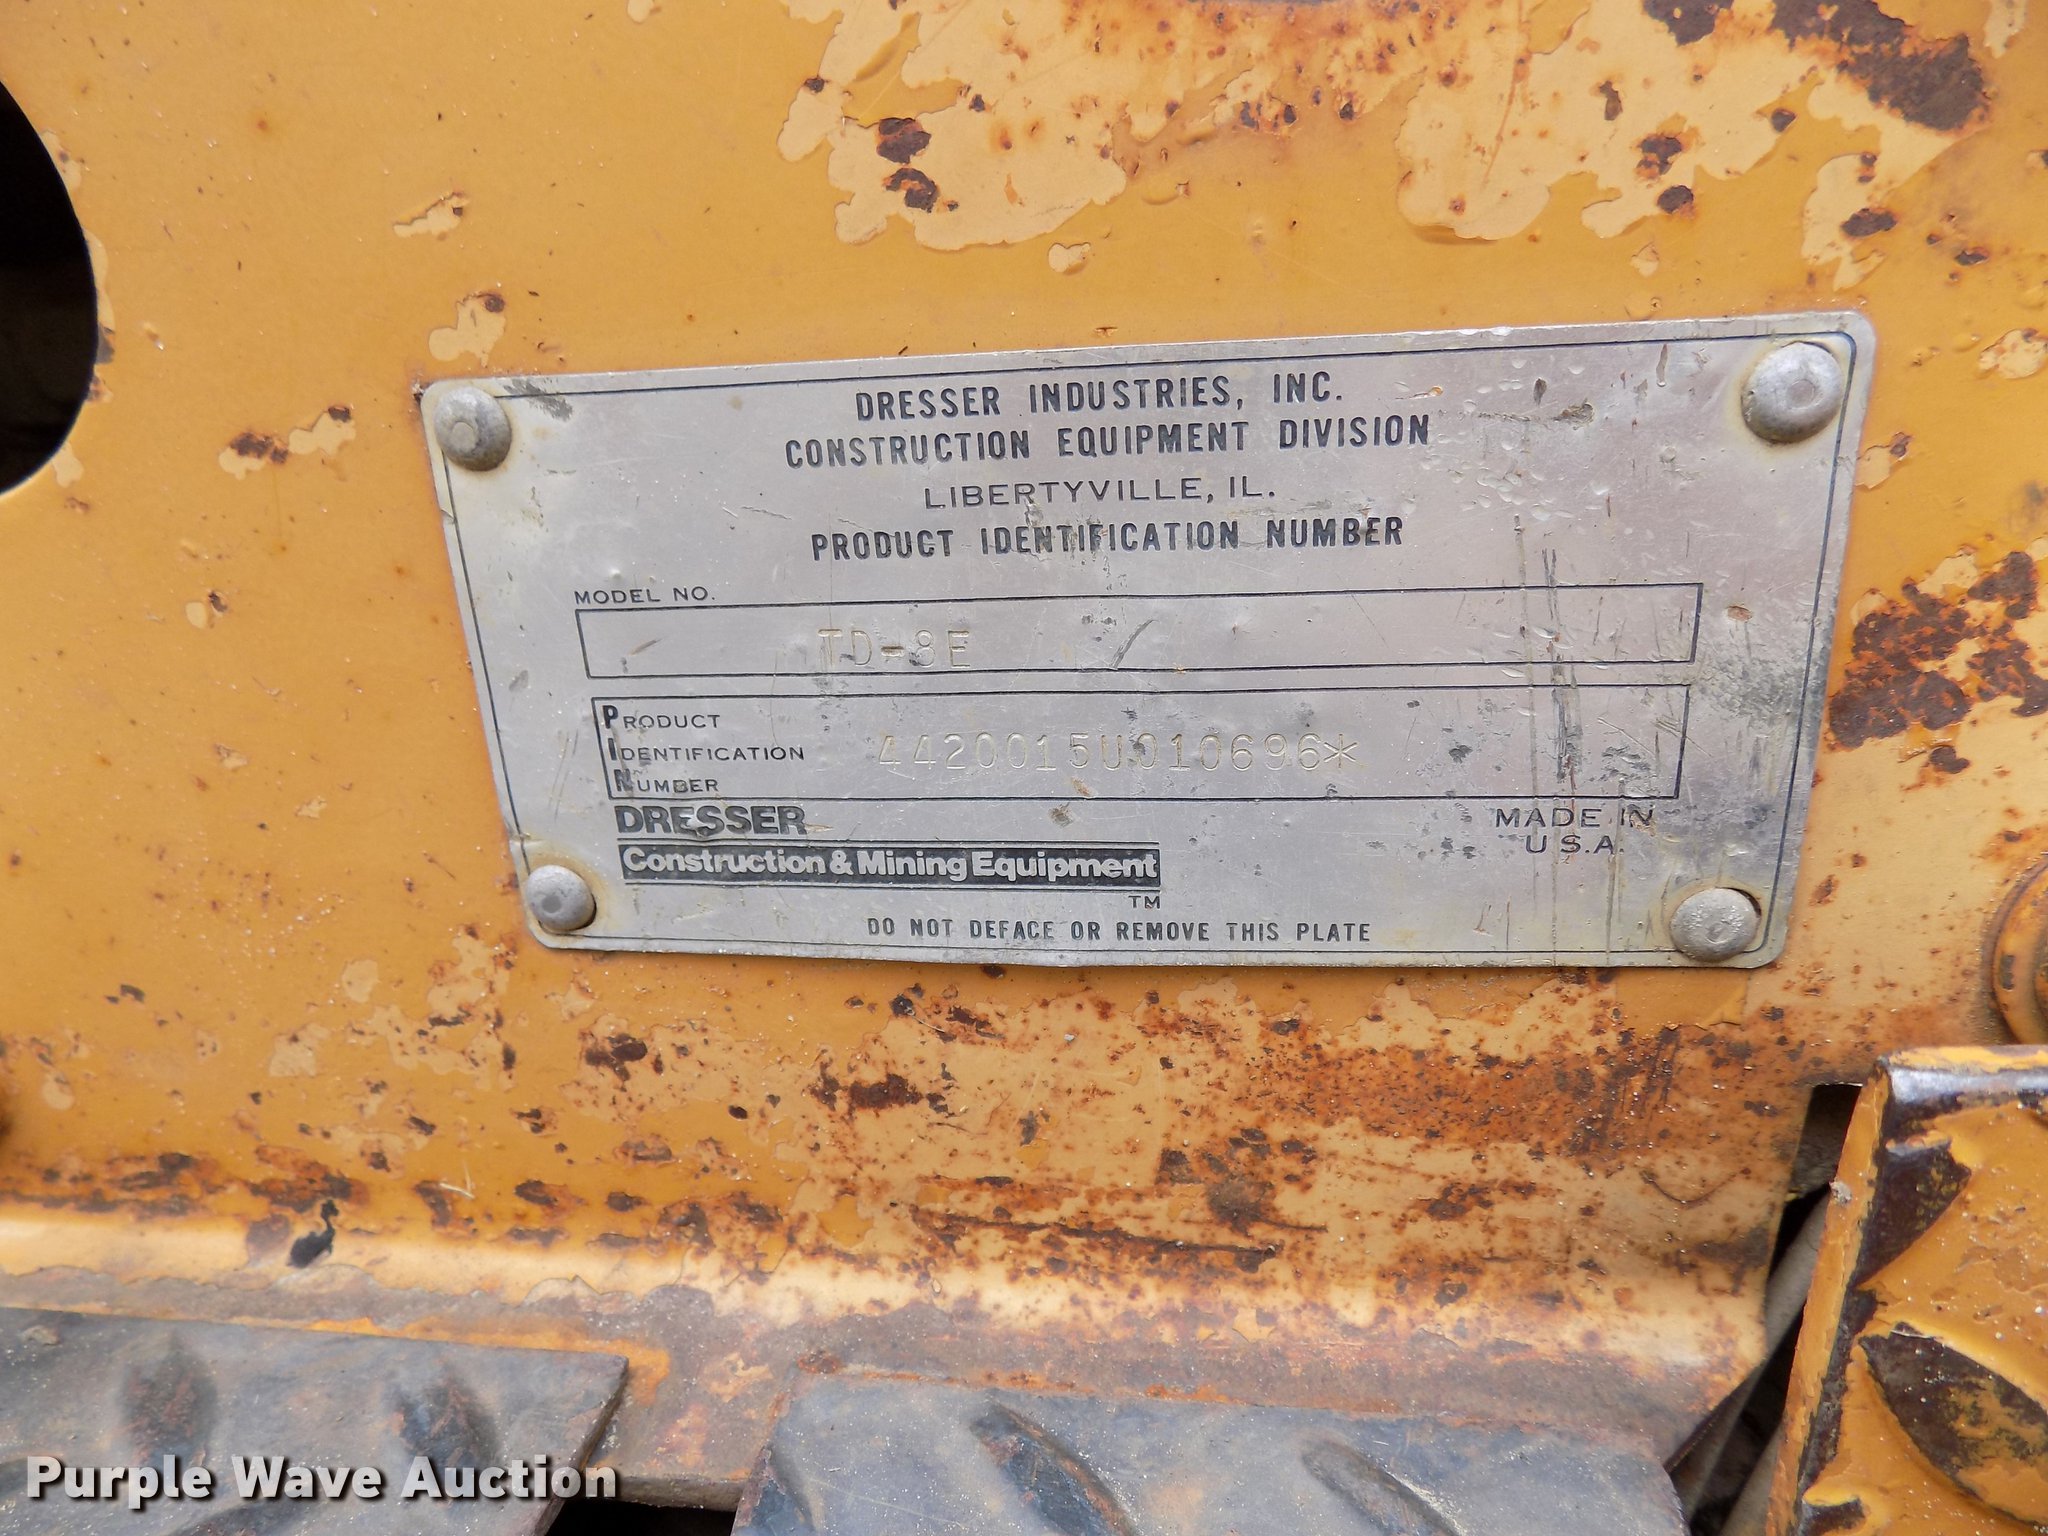 DRESSER INDUSTRIES, INC.
CONSTRUCTION EQUIPMENT DIVISION
LIBERTYVILLE, IL.
PRODUCT IDENTIFICATION NUMBER
MODEL NO.
TD-8E
PRODUCT
IDENTIFICATION
NUMBER
4420015U010696*
DRESSER
Construction & Mining Equipment
TM
MADE IN
U.S.A.
DO NOT DEFACE OR REMOVE THIS PLATE
Purple Wave Auction